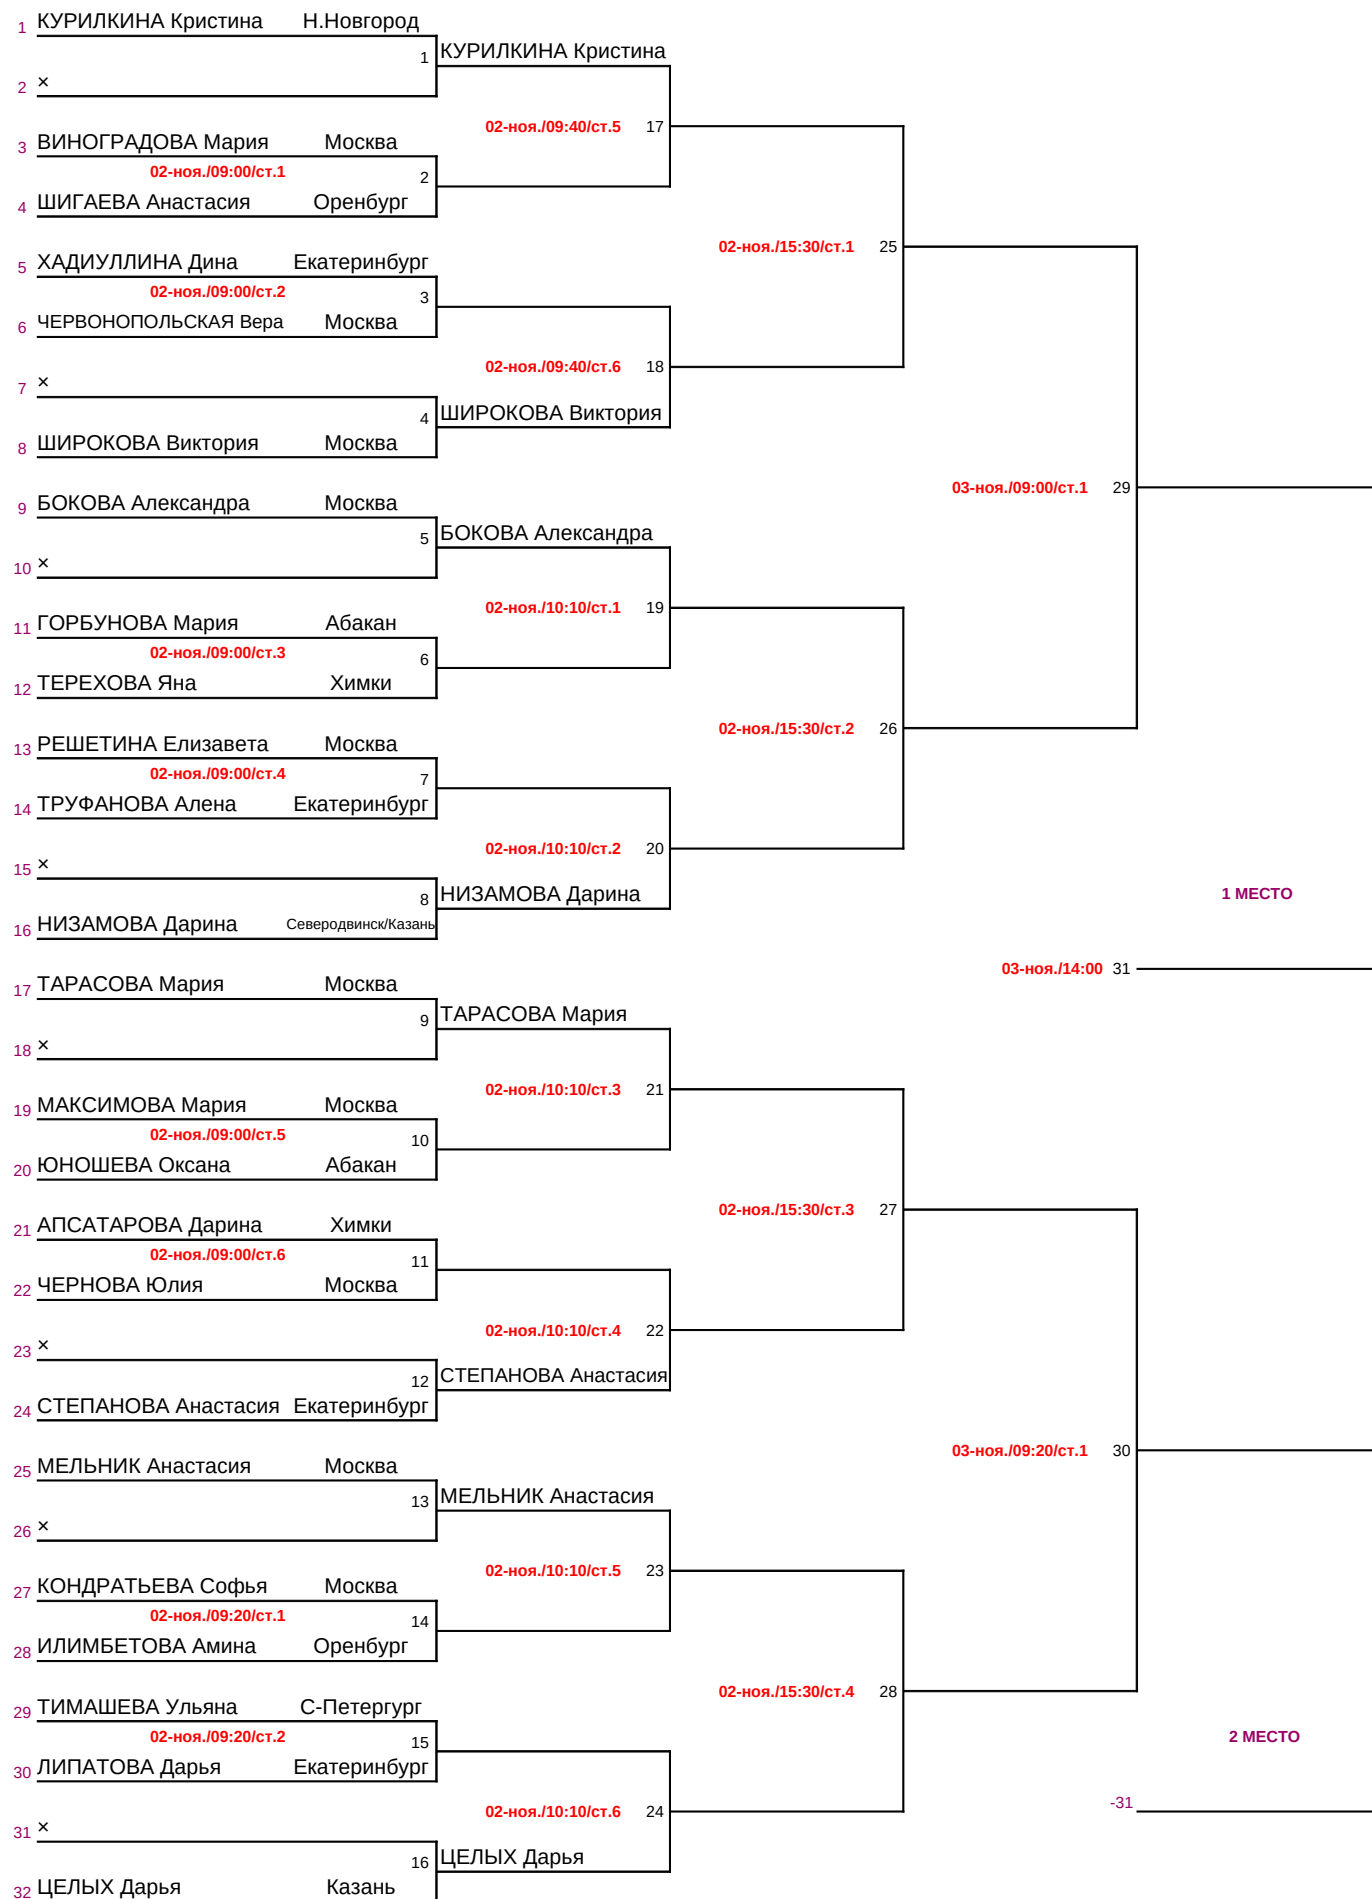 1 КУРИЛКИНА Кристина Н.Новгород
1 КУРИЛКИНА Кристина
2 ×
02-ноя./09:40/ст.5 17
3 ВИНОГРАДОВА Мария Москва
02-ноя./09:00/ст.1 2
4 ШИГАЕВА Анастасия Оренбург
02-ноя./15:30/ст.1 25
5 ХАДИУЛЛИНА Дина Екатеринбург
02-ноя./09:00/ст.2 3
6 ЧЕРВОНОПОЛЬСКАЯ Вера Москва
02-ноя./09:40/ст.6 18
7 ×
4 ШИРОКОВА Виктория
8 ШИРОКОВА Виктория Москва
03-ноя./09:00/ст.1 29
9 БОКОВА Александра Москва
5 БОКОВА Александра
10 ×
02-ноя./10:10/ст.1 19
11 ГОРБУНОВА Мария Абакан
02-ноя./09:00/ст.3 6
12 ТЕРЕХОВА Яна Химки
02-ноя./15:30/ст.2 26
13 РЕШЕТИНА Елизавета Москва
02-ноя./09:00/ст.4 7
14 ТРУФАНОВА Алена Екатеринбург
02-ноя./10:10/ст.2 20
15 ×
8 НИЗАМОВА Дарина
1 МЕСТО
16 НИЗАМОВА Дарина Северодвинск/Казань
03-ноя./14:00 31
17 ТАРАСОВА Мария Москва
9 ТАРАСОВА Мария
18 ×
02-ноя./10:10/ст.3 21
19 МАКСИМОВА Мария Москва
02-ноя./09:00/ст.5 10
20 ЮНОШЕВА Оксана Абакан
02-ноя./15:30/ст.3 27
21 АПСАТАРОВА Дарина Химки
02-ноя./09:00/ст.6 11
22 ЧЕРНОВА Юлия Москва
02-ноя./10:10/ст.4 22
23 ×
12 СТЕПАНОВА Анастасия
24 СТЕПАНОВА Анастасия Екатеринбург
03-ноя./09:20/ст.1 30
25 МЕЛЬНИК Анастасия Москва
13 МЕЛЬНИК Анастасия
26 ×
02-ноя./10:10/ст.5 23
27 КОНДРАТЬЕВА Софья Москва
02-ноя./09:20/ст.1 14
28 ИЛИМБЕТОВА Амина Оренбург
02-ноя./15:30/ст.4 28
29 ТИМАШЕВА Ульяна С-Петергург
02-ноя./09:20/ст.2 15
2 МЕСТО
30 ЛИПАТОВА Дарья Екатеринбург
02-ноя./10:10/ст.6 24
-31
31 ×
16 ЦЕЛЫХ Дарья
32 ЦЕЛЫХ Дарья Казань